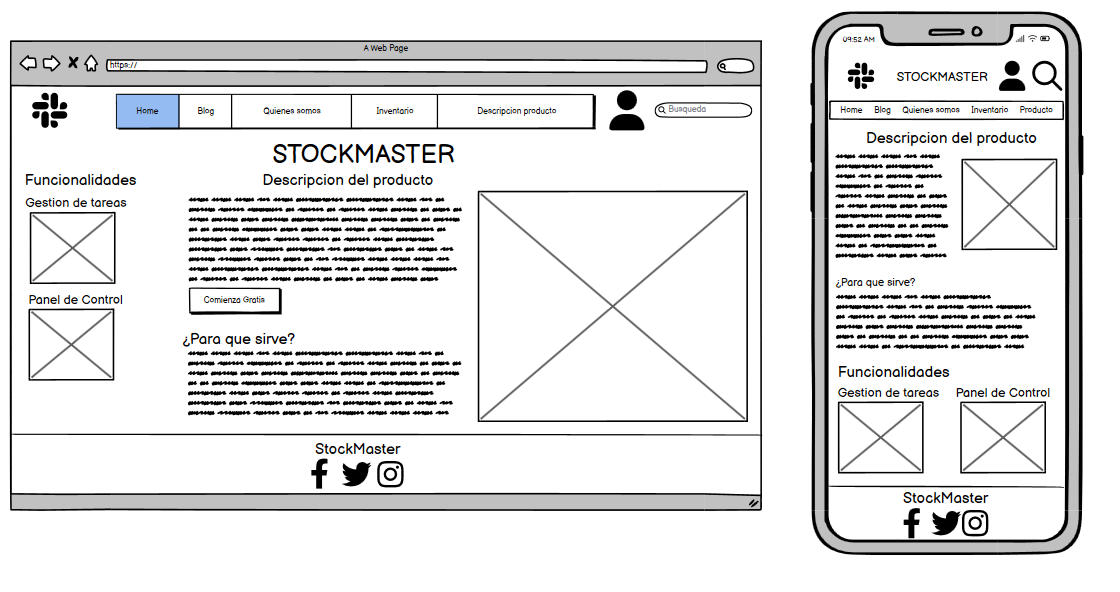 A Web Page
https://
Home Blog Quienes somos Inventario Descripcion producto
Busqueda
STOCKMASTER
Funcionalidades
Gestion de tareas
Panel de Control
Descripcion del producto
Comienza Gratis
¿Para que sirve?
StockMaster
09:52 AM
STOCKMASTER
Home Blog Quienes somos Inventario Producto
Descripcion del producto
¿Para que sirve?
Funcionalidades
Gestion de tareas Panel de Control
StockMaster